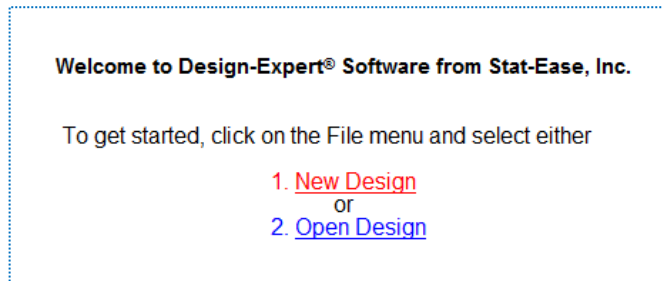 Welcome to Design-Expert® Software from Stat-Ease, Inc.
To get started, click on the File menu and select either
1. New Design
or
2. Open Design